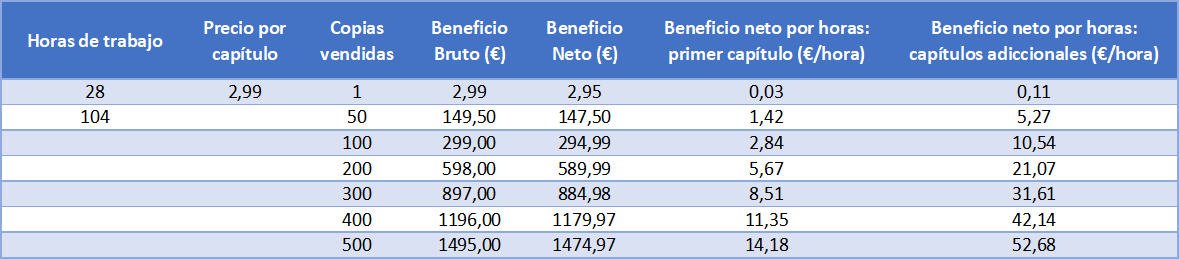 Horas de trabajo Precio por capítulo Copias vendidas Beneficio Bruto (€) Beneficio Neto (€) Beneficio neto por horas: primer capítulo (€/hora) Beneficio neto por horas: capítulos adiccionales (€/hora)
28 2,99 1 2,99 2,95 0,03 0,11
104 50 149,50 147,50 1,42 5,27
100 299,00 294,99 2,84 10,54
200 598,00 589,99 5,67 21,07
300 897,00 884,98 8,51 31,61
400 1196,00 1179,97 11,35 42,14
500 1495,00 1474,97 14,18 52,68